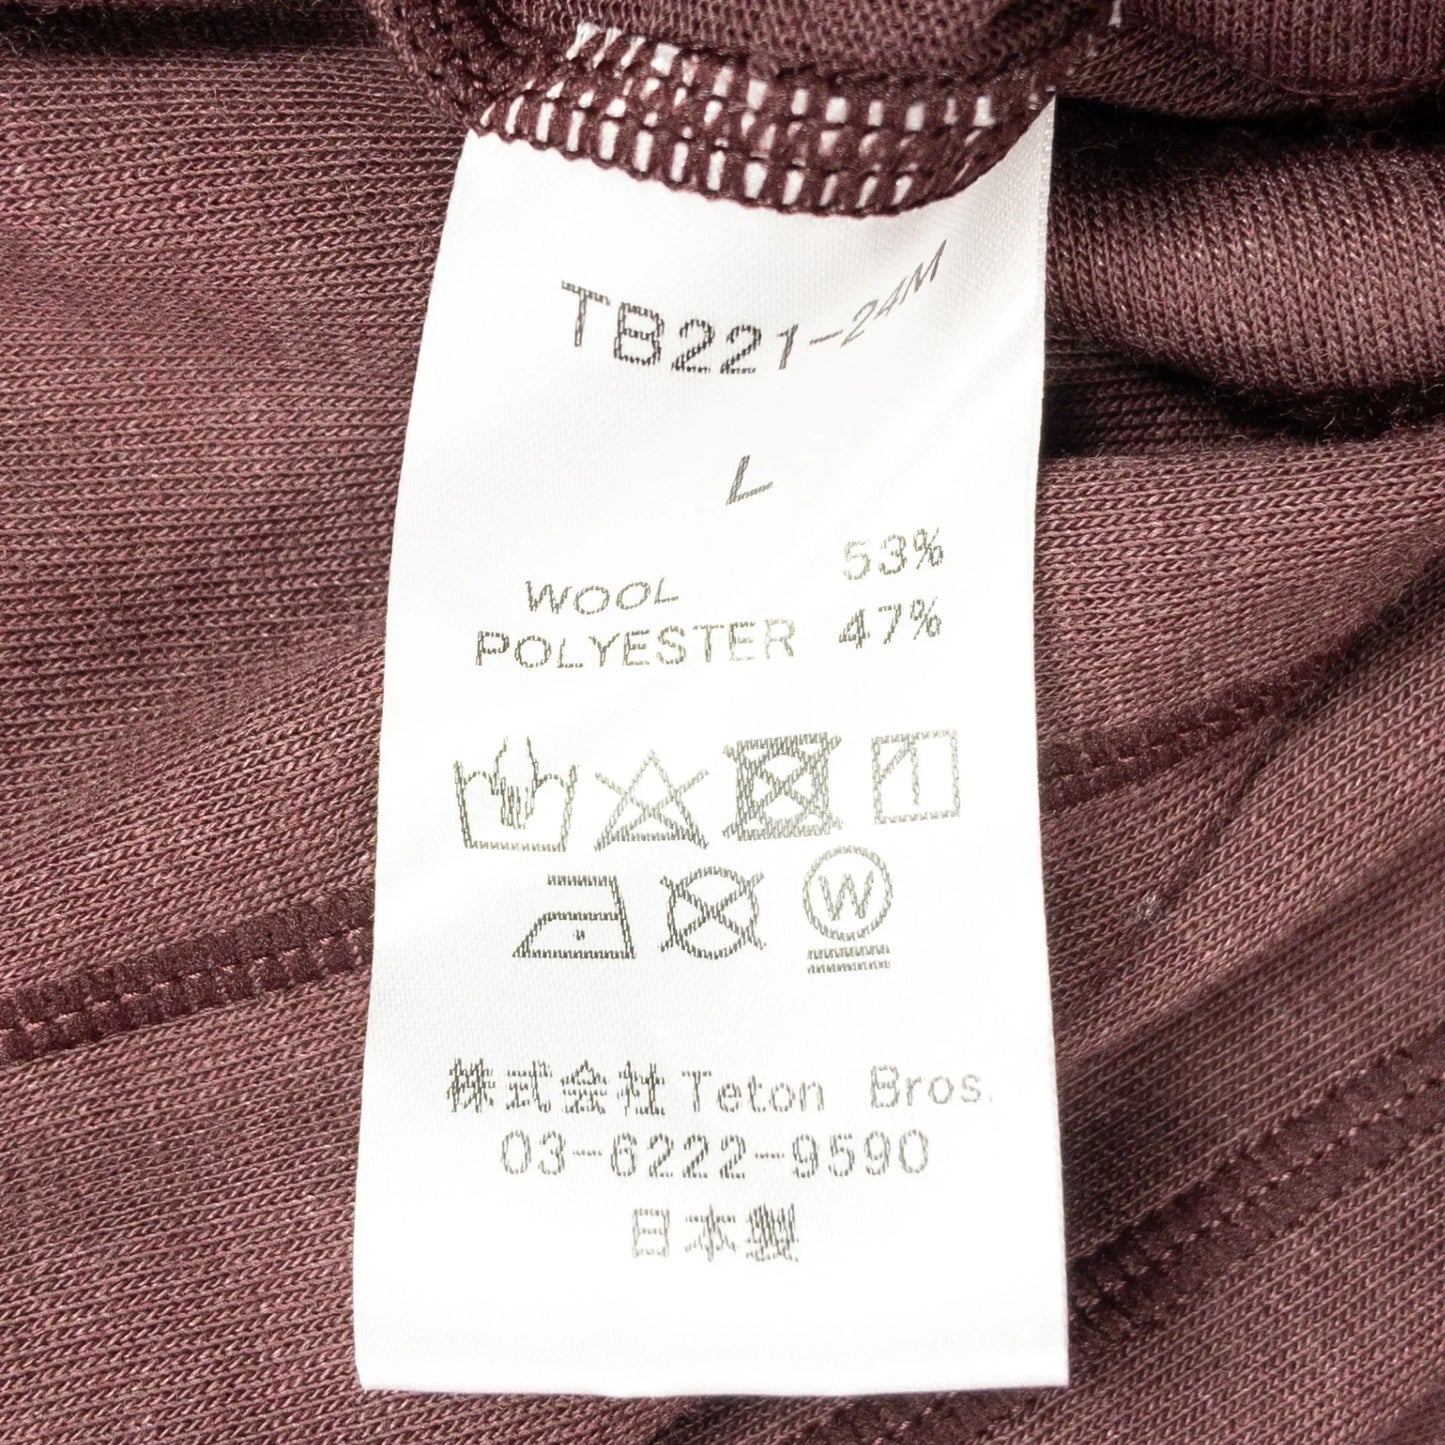 TB221-24M
L
WOOL 53%
POLYESTER 47%
W
株式会社 Teton Bros.
03-6222-9590
日本製